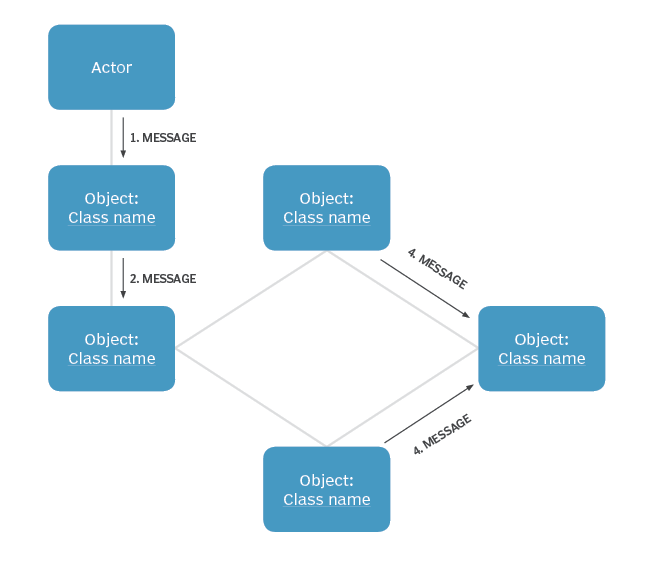 Actor
1. MESSAGE
Object:
Class name
Object:
Class name
4. MESSAGE
2. MESSAGE
Object:
Class name
Object:
Class name
4. MESSAGE
Object:
Class name